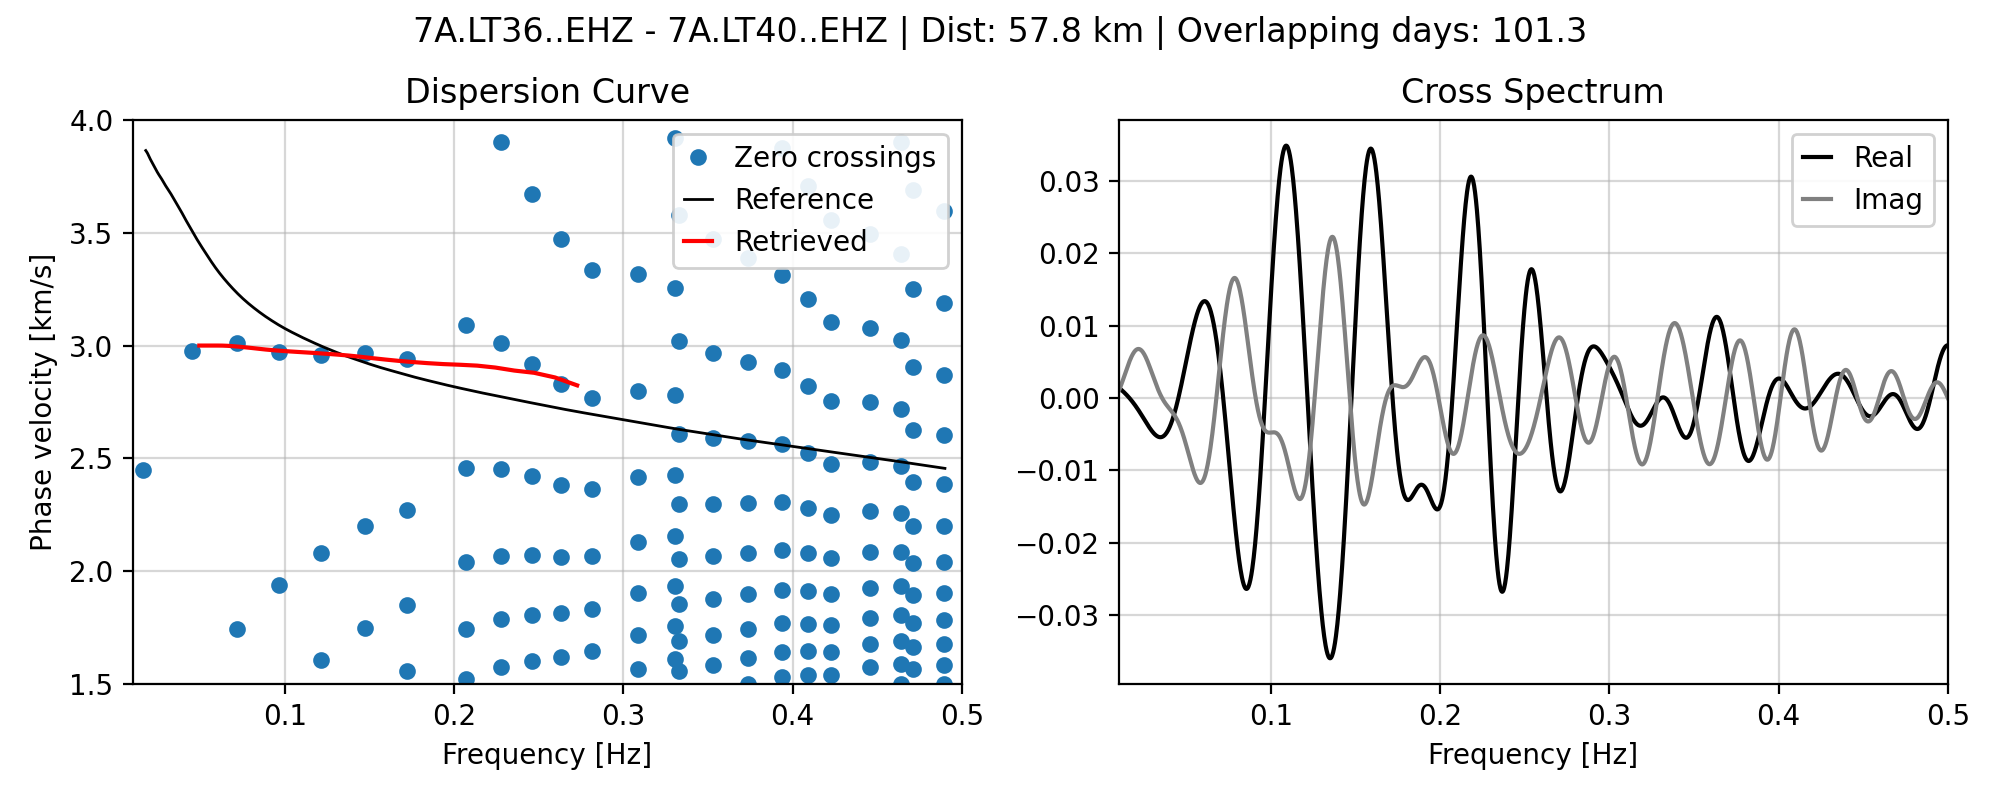 7A.LT36..EHZ - 7A.LT40..EHZ | Dist: 57.8 km | Overlapping days: 101.3
Dispersion Curve
Phase velocity [km/s]
4.0
3.5
3.0
2.5
2.0
1.5
0.1 0.2 0.3 0.4 0.5
Frequency [Hz]
Zero crossings
Reference
Retrieved
Cross Spectrum
0.03
0.02
0.01
0.00
−0.01
−0.02
−0.03
0.1 0.2 0.3 0.4 0.5
Frequency [Hz]
Real
Imag